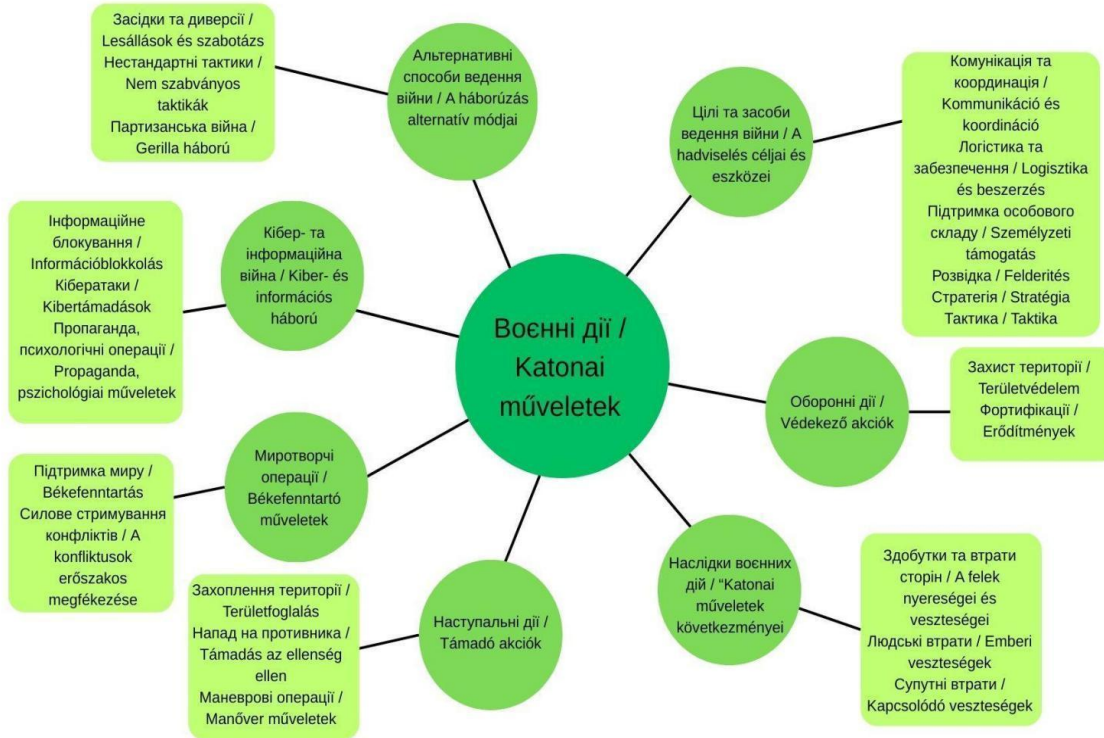 Засідки та диверсії /
Lesállások és szabotázs
Нестандартні тактики /
Nem szabványos
taktikák
Партизанська війна /
Gerilla háború
Альтернативні
способи ведення
війни / A háborúzás
alternatív módjai
Цілі та засоби
ведення війни / A
hadviselés céljai és
eszközei
Комунікація та
координація /
Kommunikáció és
koordináció
Логістика та
забезпечення / Logisztika
és beszerzés
Підтримка особового
складу / Személyzeti
támogatás
Розвідка / Felderítés
Стратегія / Stratégia
Тактика / Taktika
Інформаційне
блокування /
Információblokkolás
Кібератаки /
Kibertámadások
Пропаганда,
психологічні операції /
Propaganda,
pszichológiai műveletek
Кібер- та
інформаційна
війна / Kiber- és
információs
háború
Воєнні дії /
Katonai
műveletek
Оборонні дії /
Védekező akciók
Захист території /
Területvédelem
Фортифікації /
Erődítmények
Підтримка миру /
Békefenntartás
Силове стримування
конфліктів / A
konfliktusok
erőszakos
megfékezése
Миротворчі
операції /
Békefenntartó
műveletek
Захоплення території /
Területfoglalás
Напад на противника /
Támadás az ellenség
ellen
Маневрові операції /
Manőver műveletek
Наступальні дії /
Támadó akciók
Наслідки воєнних
дій / “Katonai
műveletek
következményei
Здобутки та втрати
сторін / A felek
nyereségei és
veszteségei
Людські втрати / Emberi
veszteségek
Супутні втрати /
Kapcsolódó veszteségek